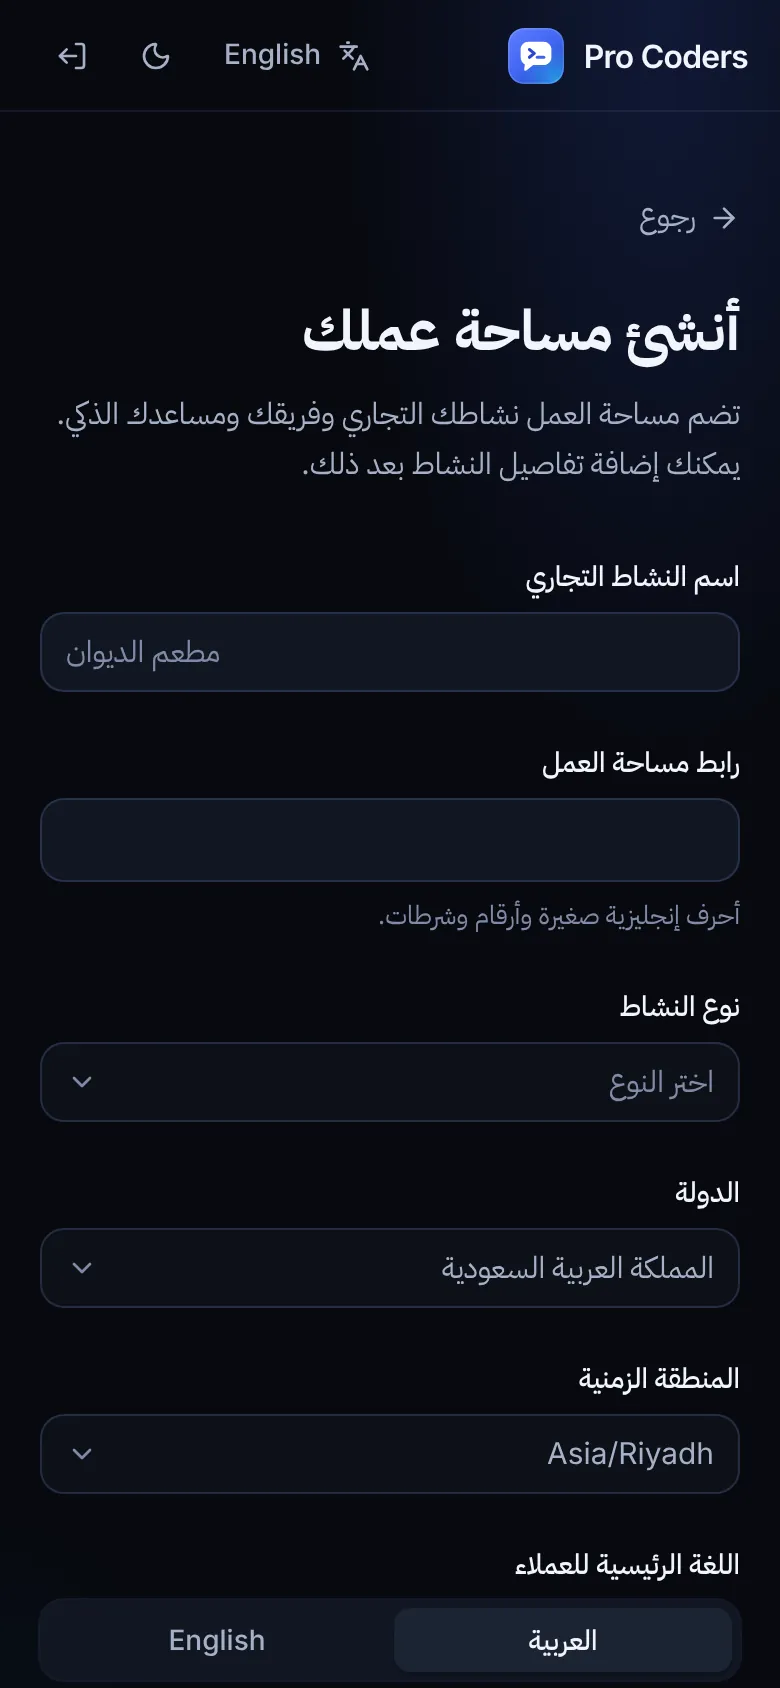 Pro Coders
English
رجوع
أنشئ مساحة عملك
تضم مساحة العمل نشاطك التجاري وفريقك ومساعدك الذكي.
يمكنك إضافة تفاصيل النشاط بعد ذلك.
اسم النشاط التجاري
مطعم الديوان
رابط مساحة العمل
أحرف إنجليزية صغيرة وأرقام وشرطات.
نوع النشاط
اختر النوع
الدولة
المملكة العربية السعودية
المنطقة الزمنية
Asia/Riyadh
اللغة الرئيسية للعملاء
العربية
English